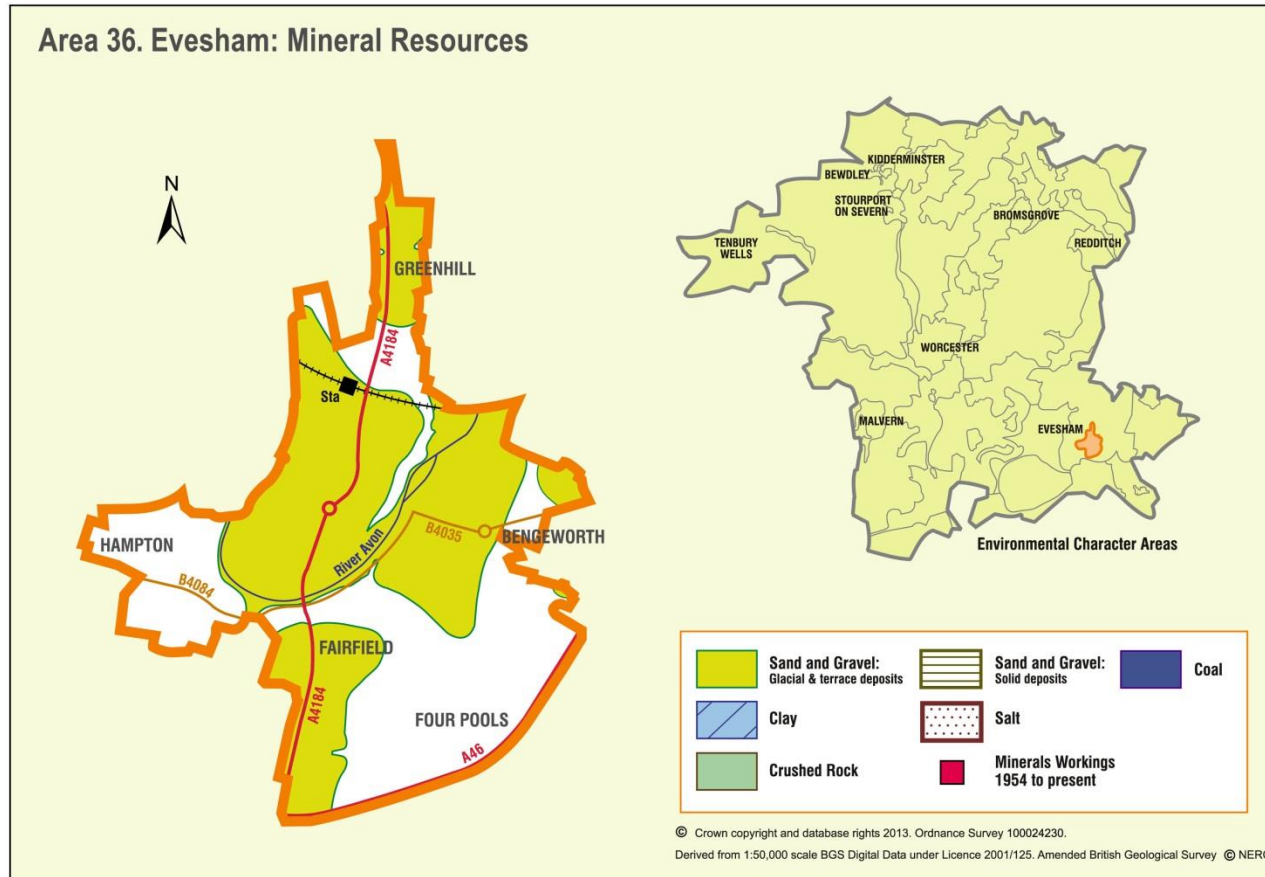 Area 36. Evesham: Mineral Resources
N
GREENHILL
A4184
Sta
HAMPTON
B4084
River Avon
B4035
BENGEWORTH
FAIRFIELD
A4184
FOUR POOLS
A46
KIDDERMINSTER
BEWDLEY
STOURPORT
ON SEVERN
BROMSGROVE
REDDITCH
TENBURY
WELLS
WORCESTER
MALVERN
EVESHAM
Environmental Character Areas
Sand and Gravel:
Glacial & terrace deposits
Sand and Gravel:
Solid deposits
Coal
Clay
Salt
Crushed Rock
Minerals Workings
1954 to present
© Crown copyright and database rights 2013. Ordnance Survey 100024230.
Derived from 1:50,000 scale BGS Digital Data under Licence 2001/125. Amended British Geological Survey © NERC